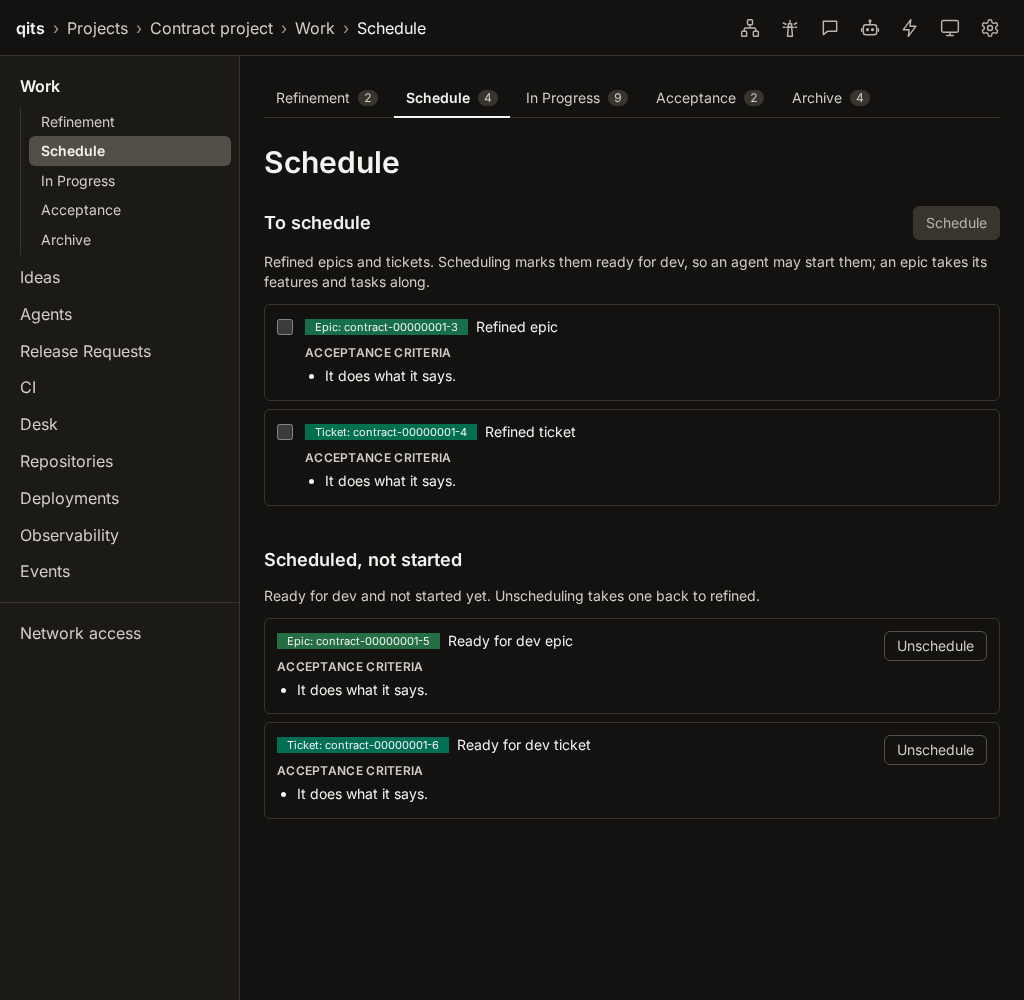 qits › Projects › Contract project › Work › Schedule
Work
Refinement
Schedule
In Progress
Acceptance
Archive
Ideas
Agents
Release Requests
CI
Desk
Repositories
Deployments
Observability
Events
Network access
Refinement 2 Schedule 4 In Progress 9 Acceptance 2 Archive 4
Schedule
To schedule
Schedule
Refined epics and tickets. Scheduling marks them ready for dev, so an agent may start them; an epic takes its
features and tasks along.
Epic: contract-00000001-3 Refined epic
ACCEPTANCE CRITERIA
• It does what it says.
Ticket: contract-00000001-4 Refined ticket
ACCEPTANCE CRITERIA
• It does what it says.
Scheduled, not started
Ready for dev and not started yet. Unscheduling takes one back to refined.
Epic: contract-00000001-5 Ready for dev epic
Unschedule
ACCEPTANCE CRITERIA
• It does what it says.
Ticket: contract-00000001-6 Ready for dev ticket
Unschedule
ACCEPTANCE CRITERIA
• It does what it says.